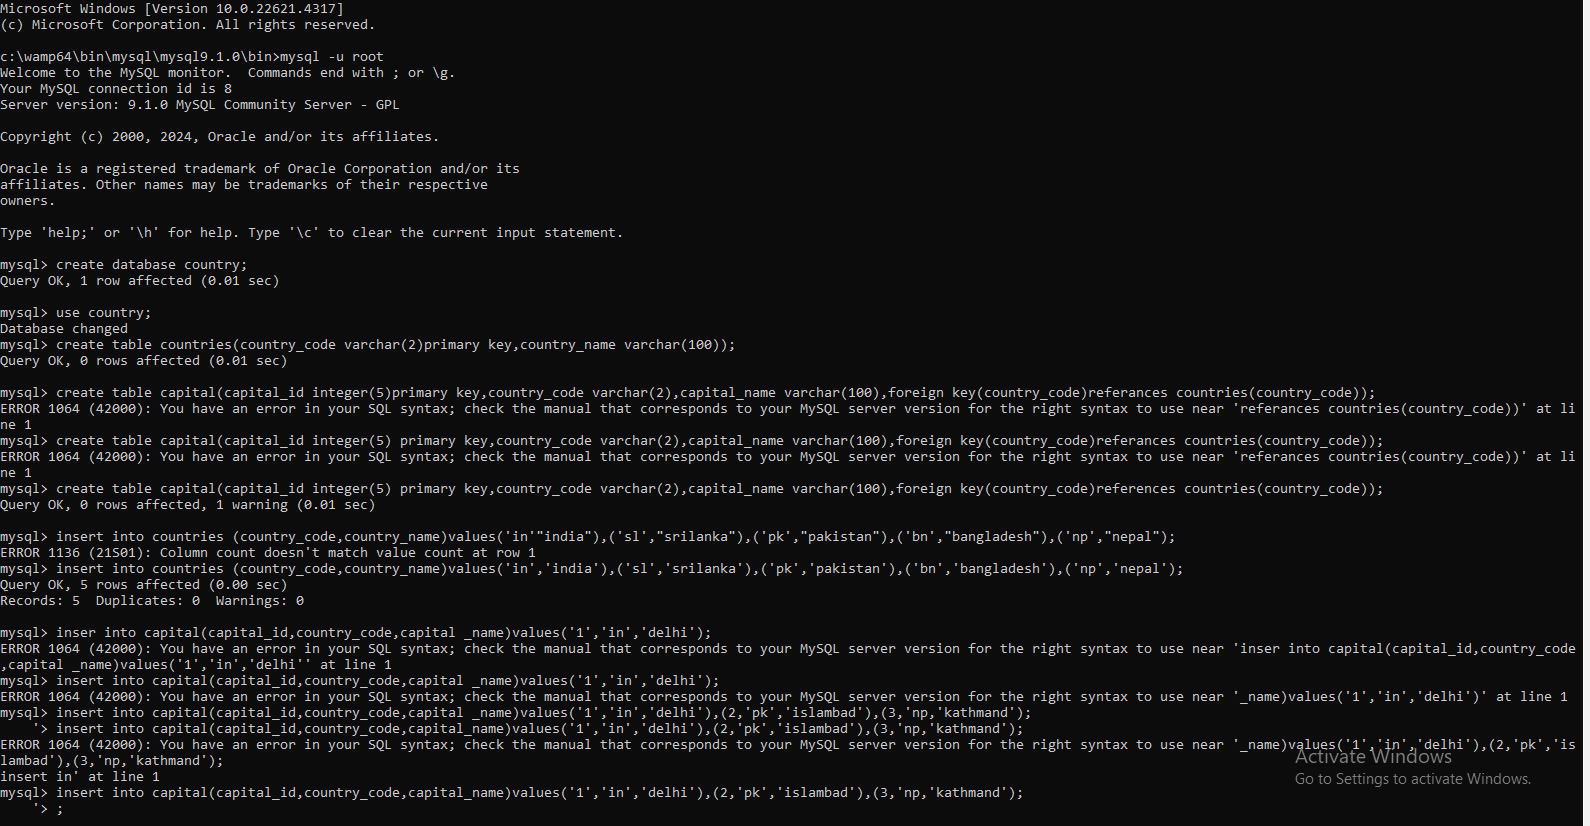 Microsoft Windows [Version 10.0.22621.4317]
(c) Microsoft Corporation. All rights reserved.
c:\wamp64\bin\mysql\mysql9.1.0\bin>mysql -u root
Welcome to the MySQL monitor.  Commands end with ; or \g.
Your MySQL connection id is 8
Server version: 9.1.0 MySQL Community Server - GPL
Copyright (c) 2000, 2024, Oracle and/or its affiliates.
Oracle is a registered trademark of Oracle Corporation and/or its
affiliates. Other names may be trademarks of their respective
owners.
Type 'help;' or '\h' for help. Type '\c' to clear the current input statement.
mysql> create database country;
Query OK, 1 row affected (0.01 sec)
mysql> use country;
Database changed
mysql> create table countries(country_code varchar(2)primary key,country_name varchar(100));
Query OK, 0 rows affected (0.01 sec)
mysql> create table capital(capital_id integer(5)primary key,country_code varchar(2),capital_name varchar(100),foreign key(country_code)referances countries(country_code));
ERROR 1064 (42000): You have an error in your SQL syntax; check the manual that corresponds to your MySQL server version for the right syntax to use near 'referances countries(country_code))' at li
ne 1
mysql> create table capital(capital_id integer(5) primary key,country_code varchar(2),capital_name varchar(100),foreign key(country_code)referances countries(country_code));
ERROR 1064 (42000): You have an error in your SQL syntax; check the manual that corresponds to your MySQL server version for the right syntax to use near 'referances countries(country_code))' at li
ne 1
mysql> create table capital(capital_id integer(5) primary key,country_code varchar(2),capital_name varchar(100),foreign key(country_code)references countries(country_code));
Query OK, 0 rows affected, 1 warning (0.01 sec)
mysql> insert into countries (country_code,country_name)values('in'"india"),('sl',"srilanka"),('pk',"pakistan"),('bn',"bangladesh"),('np',"nepal");
ERROR 1136 (21S01): Column count doesn't match value count at row 1
mysql> insert into countries (country_code,country_name)values('in','india'),('sl','srilanka'),('pk','pakistan'),('bn','bangladesh'),('np','nepal');
Query OK, 5 rows affected (0.00 sec)
Records: 5  Duplicates: 0  Warnings: 0
mysql> inser into capital(capital_id,country_code,capital _name)values('1','in','delhi');
ERROR 1064 (42000): You have an error in your SQL syntax; check the manual that corresponds to your MySQL server version for the right syntax to use near 'inser into capital(capital_id,country_code
,capital _name)values('1','in','delhi'' at line 1
mysql> insert into capital(capital_id,country_code,capital _name)values('1','in','delhi');
ERROR 1064 (42000): You have an error in your SQL syntax; check the manual that corresponds to your MySQL server version for the right syntax to use near '_name)values('1','in','delhi')' at line 1
mysql> insert into capital(capital_id,country_code,capital _name)values('1','in','delhi'),(2,'pk','islambad'),(3,'np,'kathmand');
'> insert into capital(capital_id,country_code,capital_name)values('1','in','delhi'),(2,'pk','islambad'),(3,'np,'kathmand');
ERROR 1064 (42000): You have an error in your SQL syntax; check the manual that corresponds to your MySQL server version for the right syntax to use near '_name)values('1','in','delhi'),(2,'pk','is
lambad'),(3,'np,'kathmand');
insert in' at line 1
mysql> insert into capital(capital_id,country_code,capital_name)values('1','in','delhi'),(2,'pk','islambad'),(3,'np,'kathmand');
'> ;
Activate Windows
Go to Settings to activate Windows.